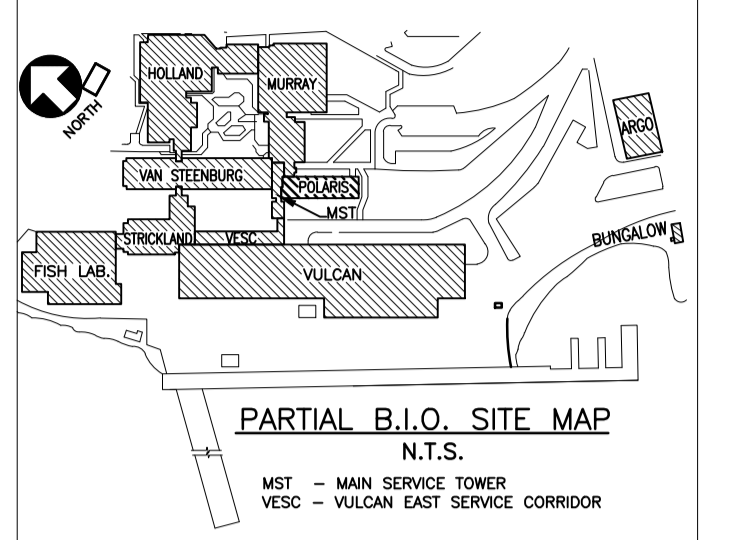 HOLLAND
MURRAY
NORTH
ARGO
VAN STEENBURG
POLARIS
MST
BUNGALOW
STRICKLAND
VESC
FISH LAB.
VULCAN
PARTIAL B.I.O. SITE MAP
N.T.S.
MST – MAIN SERVICE TOWER
VESC – VULCAN EAST SERVICE CORRIDOR